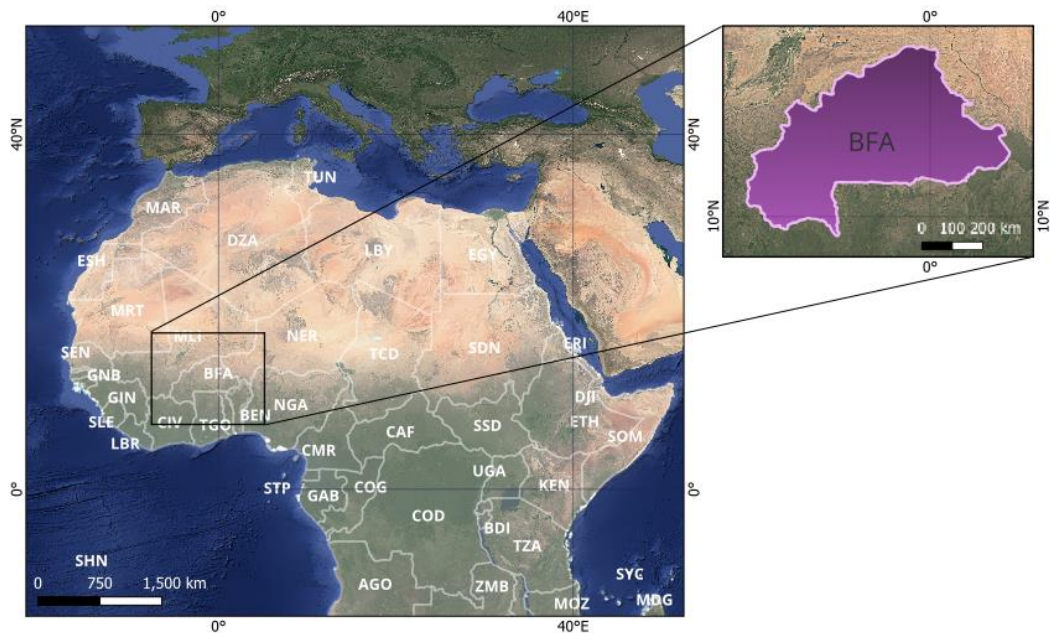 0°
40°E
0°
40°N
40°N
BFA
10°N
10°N
0 100 200 km
0°
TUN
MAR
DZA
LBY
EGY
ESH
MRT
MLI
NER
TCD
SDN
ERI
SEN
BFA
GNB
GIN
NGA
DJI
SLE
CIV
TGO
BEN
CAF
SSD
ETH
SOM
LBR
CMR
UGA
STP
GAB
COG
KEN
0°
0°
COD
BDI
TZA
SHN
0 750 1,500 km
AGO
ZMB
SYC
MOZ
MDG
0°
40°E